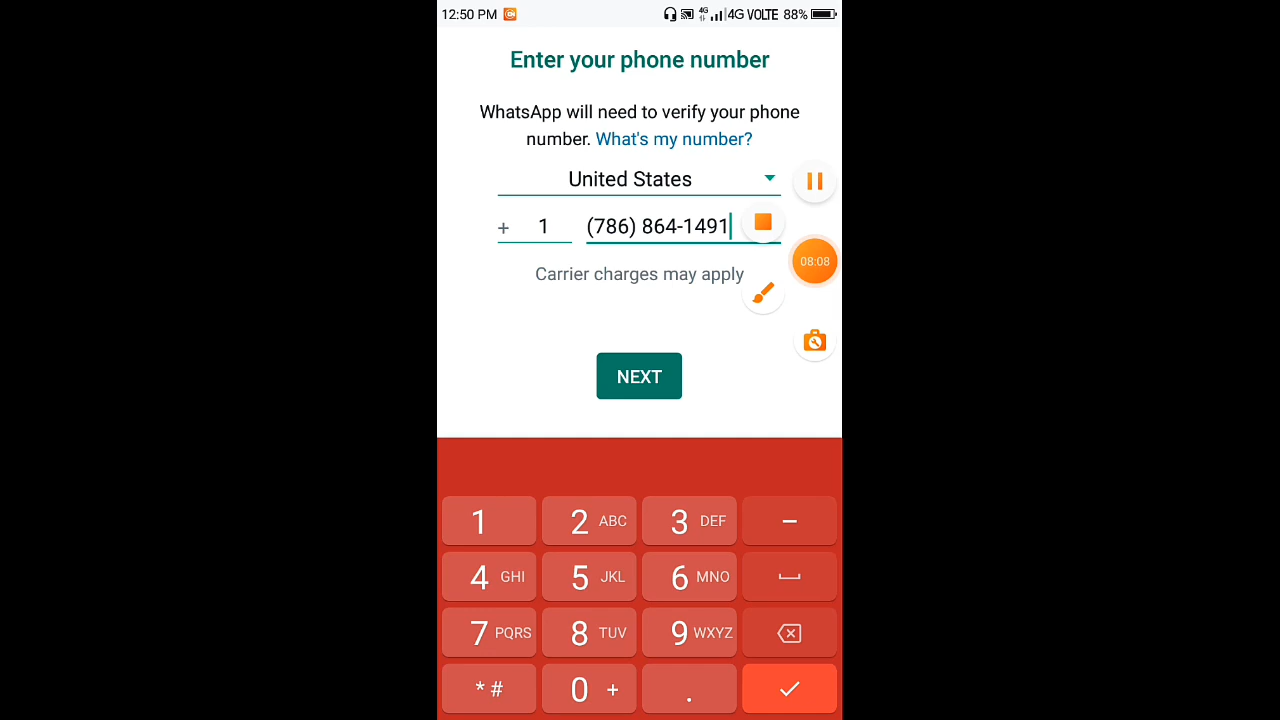 12:50 PM
4G 4G VOLTE 88%
Enter your phone number
WhatsApp will need to verify your phone
number. What's my number?
United States
+ 1 (786) 864-1491
08:08
Carrier charges may apply
NEXT
1 2 ABC 3 DEF –
4 GHI 5 JKL 6 MNO
7 PQRS 8 TUV 9 WXYZ
* # 0 + .